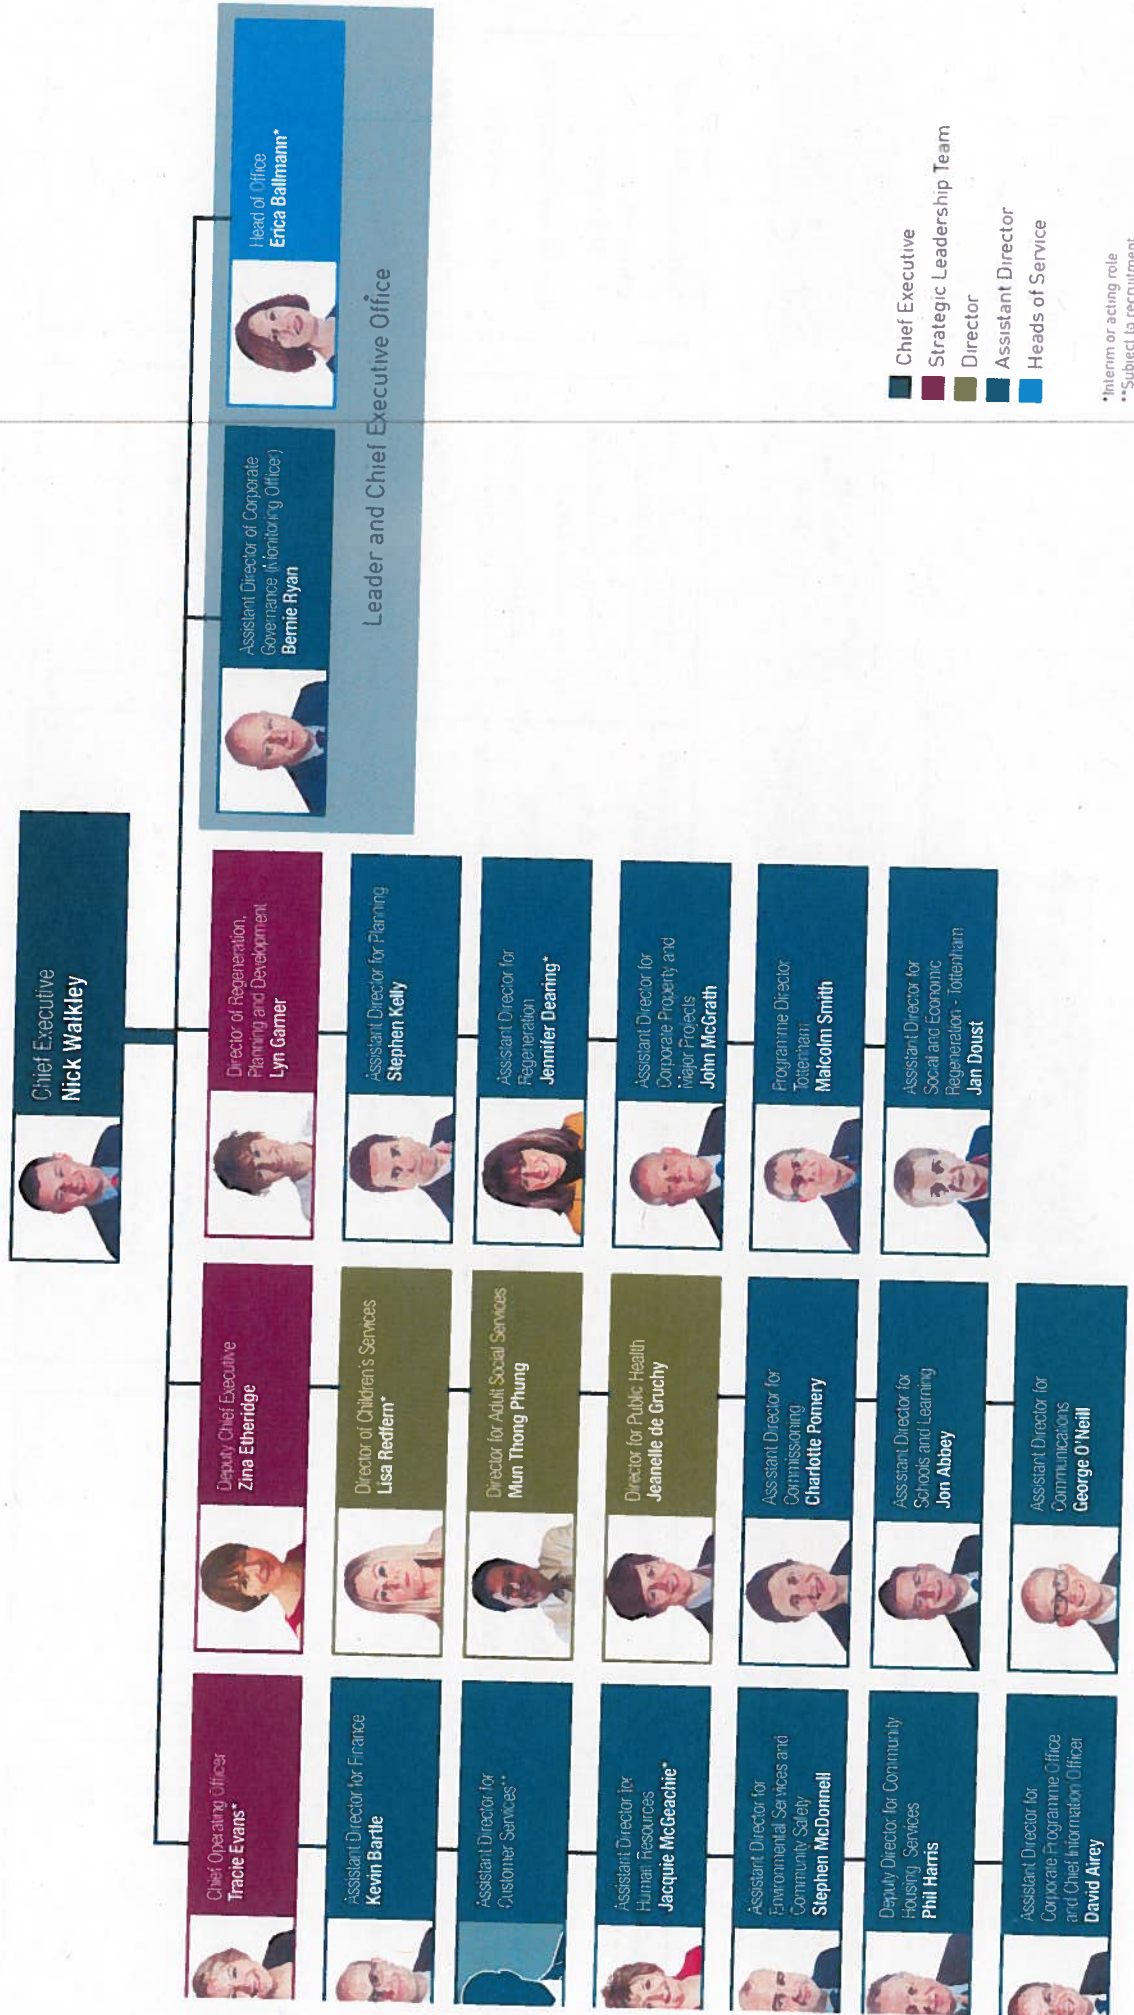 Chief Executive
Nick Walkley
Chief Operating Officer
Tracie Evans*
Assistant Director for Finance
Kevin Bartle
Assistant Director for
Customer Services**
Assistant Director for
Human Resources
Jacquie McGeachie*
Assistant Director for
Environmental Services and
Community Safety
Stephen McDonnell
Deputy Director for Community
Housing Services
Phil Harris
Assistant Director for
Corporate Programme Office
and Chief Information Officer
David Airey
Deputy Chief Executive
Zina Etheridge
Director of Children's Services
Lisa Redfern*
Director for Adult Social Services
Mun Thong Phung
Director for Public Health
Jeanelle de Gruchy
Assistant Director for
Commissioning
Charlotte Pomery
Assistant Director for
Schools and Learning
Jon Abbey
Assistant Director for
Communications
George O'Neill
Director of Regeneration,
Planning and Development
Lyn Garner
Assistant Director for Planning
Stephen Kelly
Assistant Director for
Regeneration
Jennifer Dearing*
Assistant Director for
Corporate Property and
Major Projects
John McGrath
Programme Director
Tottenham
Malcolm Smith
Assistant Director for
Social and Economic
Regeneration - Tottenham
Jan Doust
Assistant Director of Corporate
Governance (Monitoring Officer)
Bernie Ryan
Head of Office
Erica Ballmann*
Leader and Chief Executive Office
Chief Executive
Strategic Leadership Team
Director
Assistant Director
Heads of Service
*Interim or acting role
**Subject to recruitment